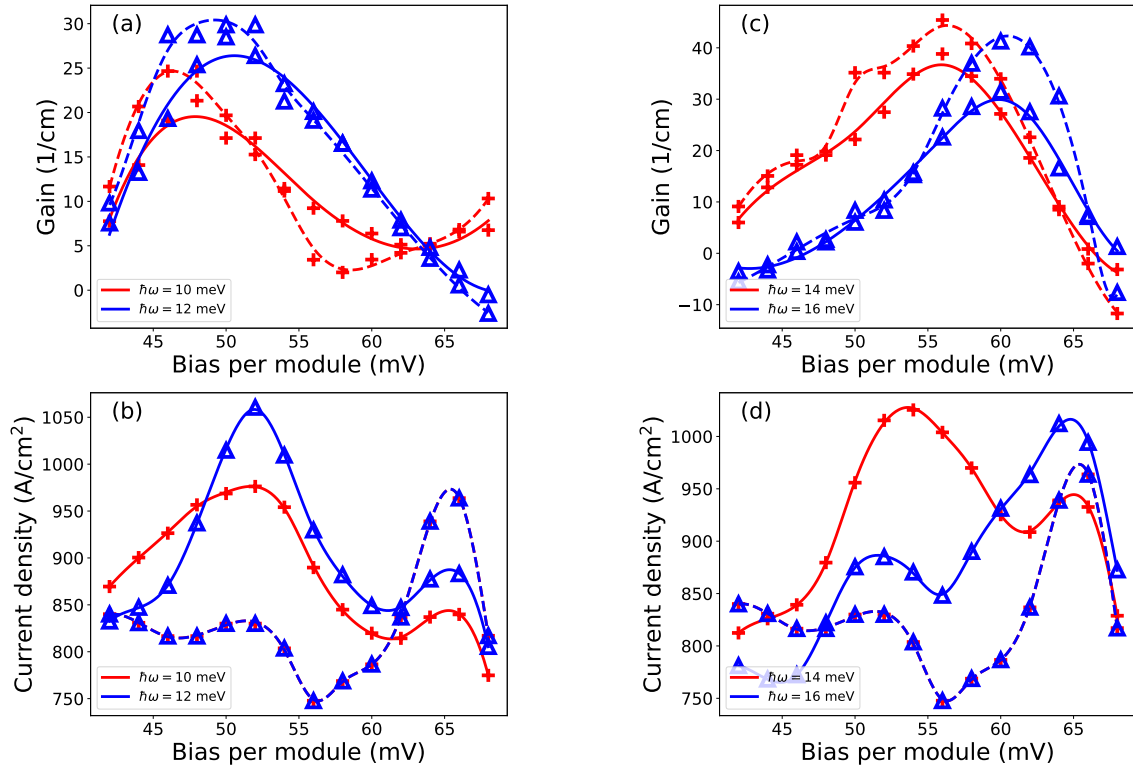 (a)
Gain (1/cm)
30
25
20
15
10
5
0
ħω = 10 meV
ħω = 12 meV
45 50 55 60 65
Bias per module (mV)
(c)
Gain (1/cm)
40
30
20
10
0
−10
ħω = 14 meV
ħω = 16 meV
45 50 55 60 65
Bias per module (mV)
(b)
Current density (A/cm²)
1050
1000
950
900
850
800
750
ħω = 10 meV
ħω = 12 meV
45 50 55 60 65
Bias per module (mV)
(d)
Current density (A/cm²)
1000
950
900
850
800
750
ħω = 14 meV
ħω = 16 meV
45 50 55 60 65
Bias per module (mV)